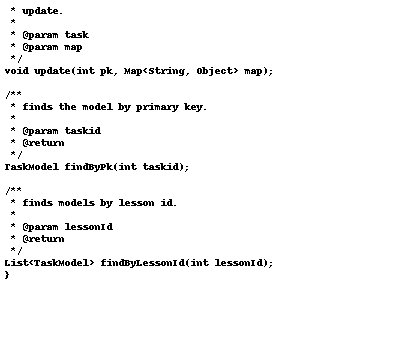 * update.
*
* @param task
* @param map
*/
void update(int pk, Map<String, Object> map);
/**
* finds the model by primary key.
*
* @param taskid
* @return
*/
TaskModel findByPk(int taskid);
/**
* finds models by lesson id.
*
* @param lessonId
* @return
*/
List<TaskModel> findByLessonId(int lessonId);
}